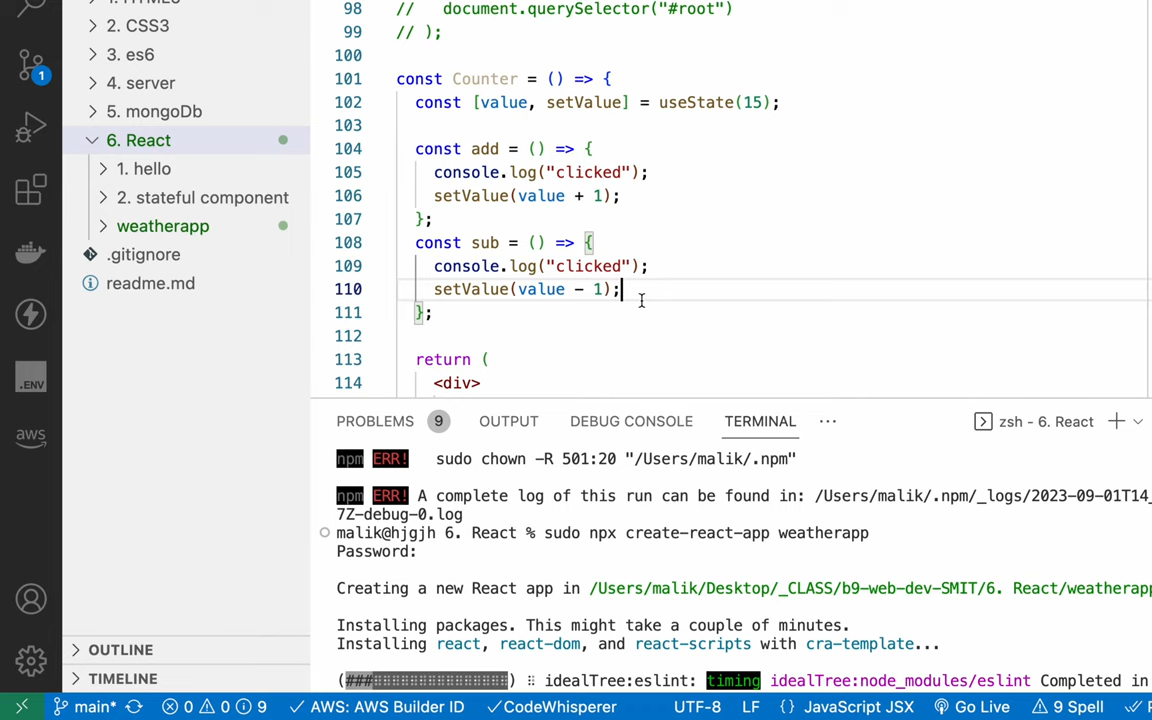 2. CSS3
3. es6
4. server
5. mongoDb
6. React
1. hello
2. stateful component
weatherapp
.gitignore
readme.md
OUTLINE
TIMELINE
1
.ENV
aws
98 // document.querySelector("#root")
99 // );
100
101 const Counter = () => {
102 const [value, setValue] = useState(15);
103
104 const add = () => {
105 console.log("clicked");
106 setValue(value + 1);
107 };
108 const sub = () => {
109 console.log("clicked");
110 setValue(value - 1);
111 };
112
113 return (
114 <div>
PROBLEMS 9 OUTPUT DEBUG CONSOLE TERMINAL ··· zsh - 6. React
npm ERR! sudo chown -R 501:20 "/Users/malik/.npm"
npm ERR! A complete log of this run can be found in: /Users/malik/.npm/_logs/2023-09-01T14_
7Z-debug-0.log
malik@hjgjh 6. React % sudo npx create-react-app weatherapp
Password:
Creating a new React app in /Users/malik/Desktop/_CLASS/b9-web-dev-SMIT/6. React/weatherapp
Installing packages. This might take a couple of minutes.
Installing react, react-dom, and react-scripts with cra-template...
(###⠂⠂⠂⠂⠂⠂⠂⠂⠂⠂⠂⠂⠂⠂⠂) ⠇ idealTree:eslint: timing idealTree:node_modules/eslint Completed in
main* 0 0 9 AWS: AWS Builder ID CodeWhisperer UTF-8 LF {} JavaScript JSX Go Live 9 Spell